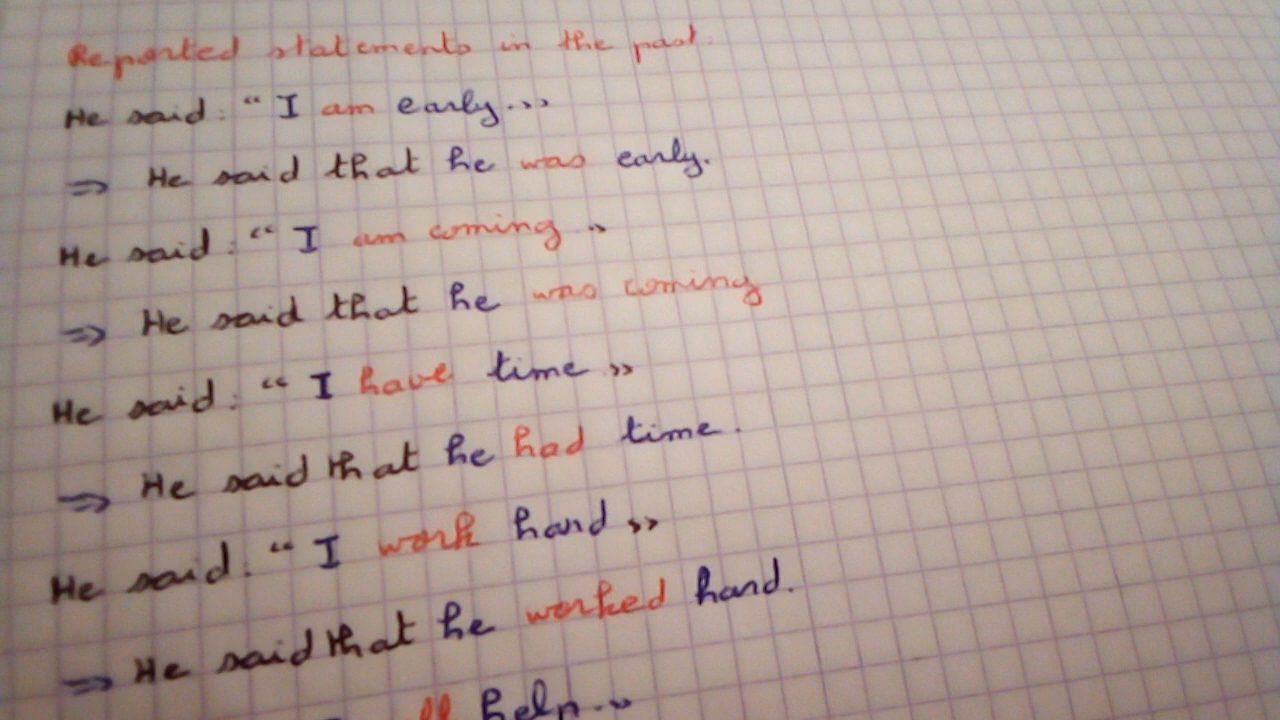 Reported statements in the past.
He said: "I am early..»
⇒ He said that he was early.
He said: "I am coming »
⇒ He said that he was coming
He said: "I have time »
⇒ He said that he had time.
He said: "I work hard »
⇒ He said that he worked hard.
help.»